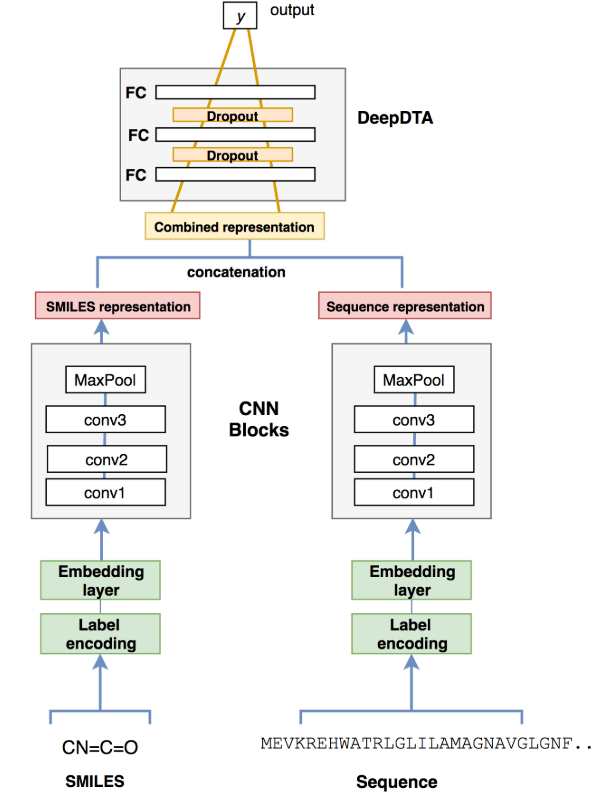 y output
FC
Dropout
FC
DeepDTA
Dropout
FC
Combined representation
concatenation
SMILES representation
Sequence representation
MaxPool
conv3
conv2
conv1
CNN
Blocks
MaxPool
conv3
conv2
conv1
Embedding
layer
Embedding
layer
Label
encoding
Label
encoding
CN=C=O
MEVKREHWATRLGLILAMAGNAVGLGNF..
SMILES
Sequence